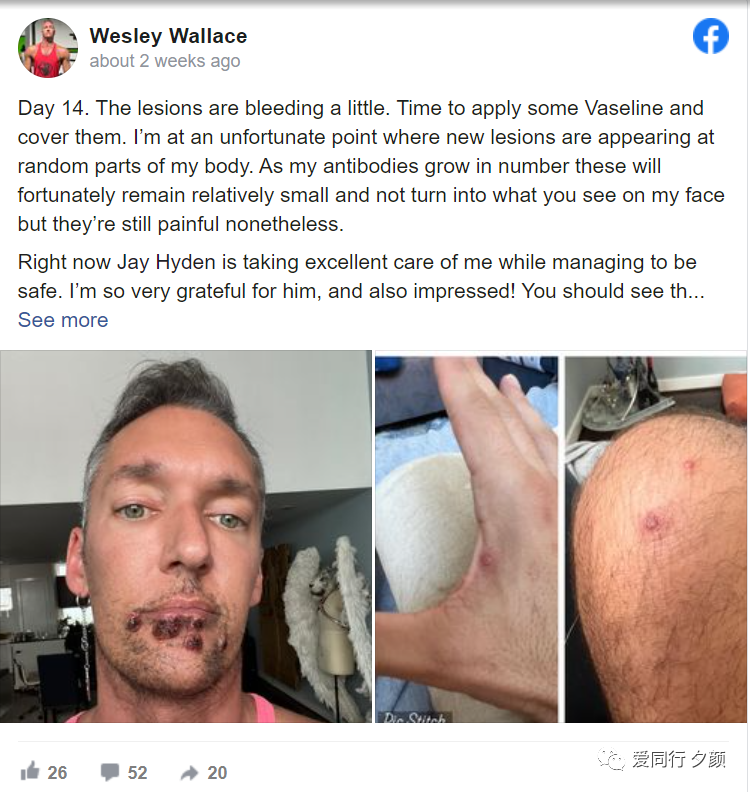 Wesley Wallace
about 2 weeks ago
Day 14. The lesions are bleeding a little. Time to apply some Vaseline and
cover them. I’m at an unfortunate point where new lesions are appearing at
random parts of my body. As my antibodies grow in number these will
fortunately remain relatively small and not turn into what you see on my face
but they’re still painful nonetheless.
Right now Jay Hyden is taking excellent care of me while managing to be
safe. I’m so very grateful for him, and also impressed! You should see th...
See more
Pic Stitch
26
52
20
爱同行 夕颜